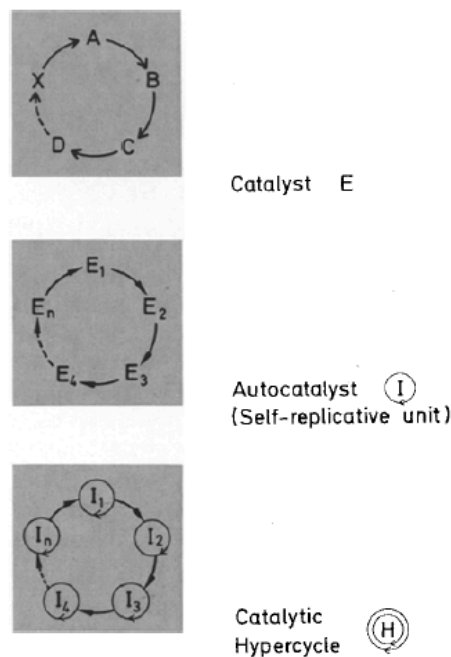 A
X
B
D
C
Catalyst E
E1
En
E2
E4
E3
Autocatalyst I
(Self-replicative unit)
I1
In
I2
I4
I3
Catalytic H
Hypercycle